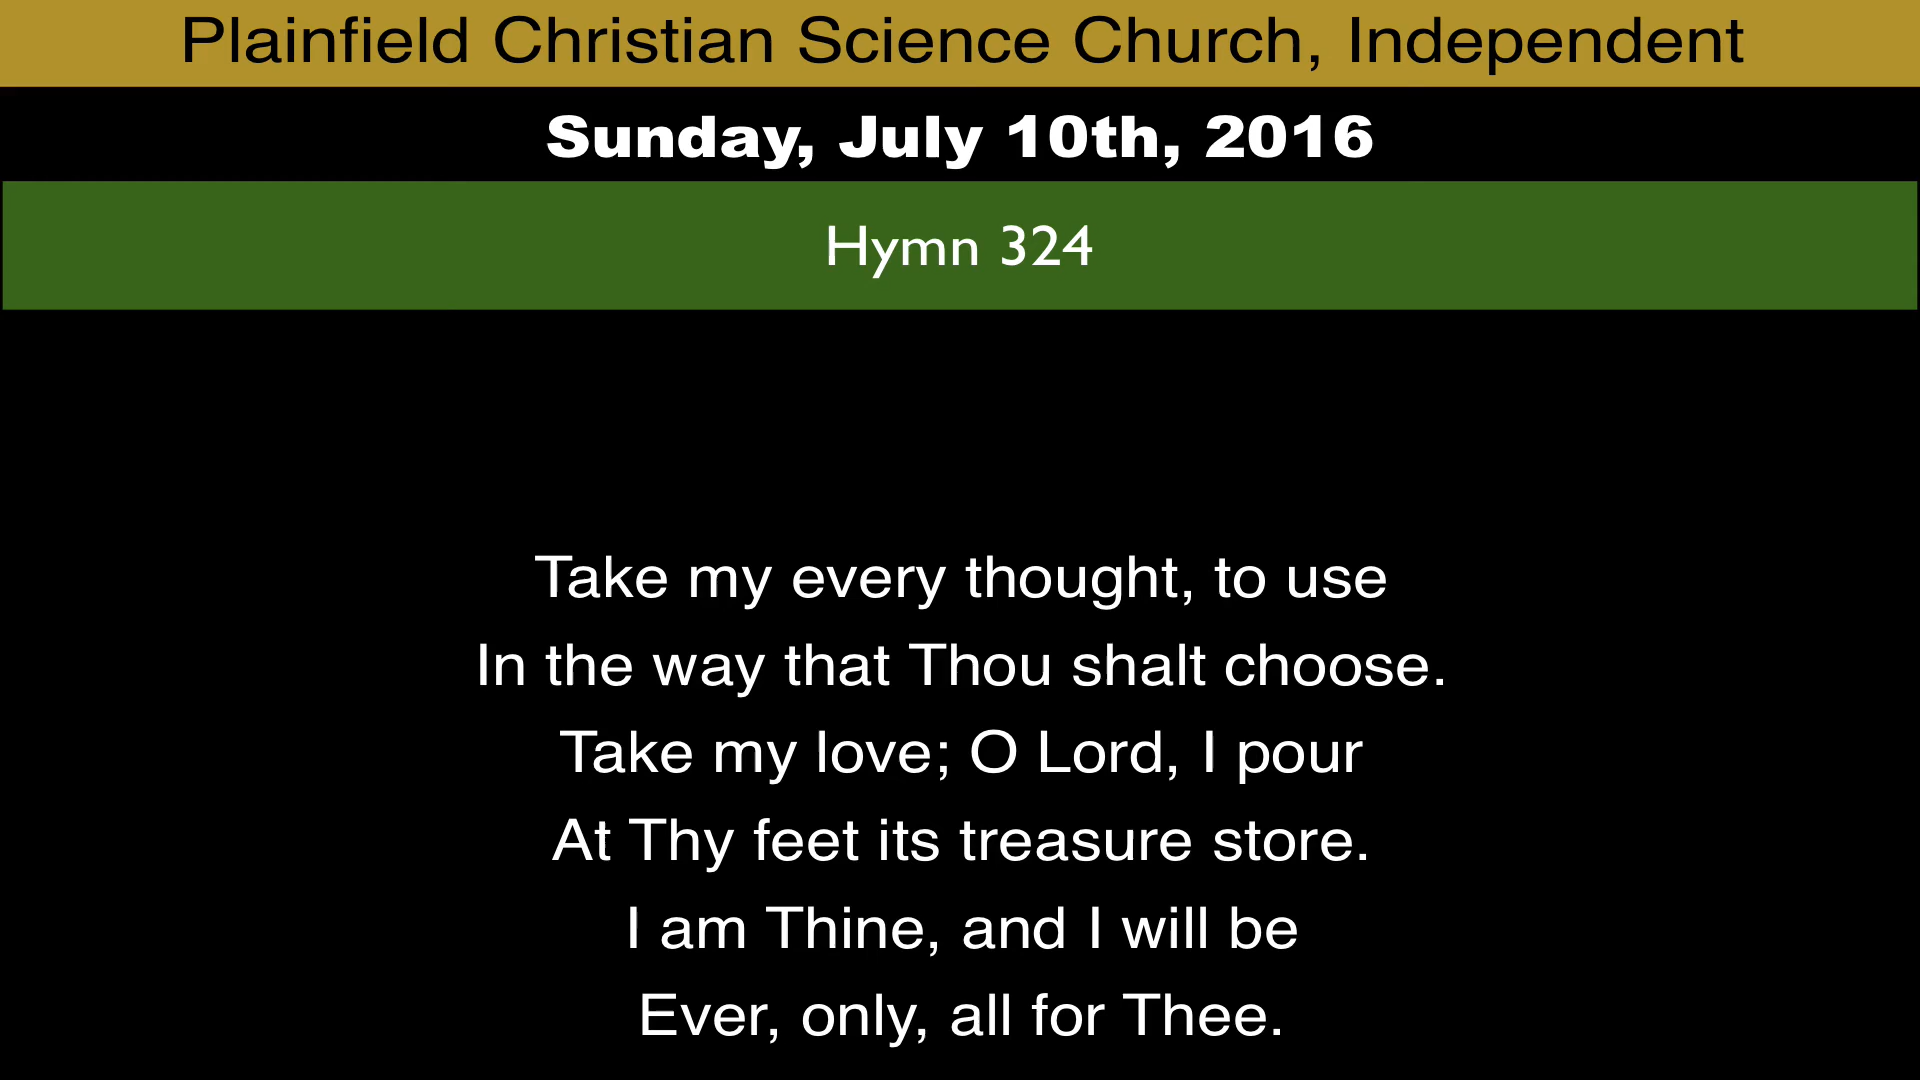 Plainfield Christian Science Church, Independent
Sunday, July 10th, 2016
Hymn 324
Take my every thought, to use
In the way that Thou shalt choose.
Take my love; O Lord, I pour
At Thy feet its treasure store.
I am Thine, and I will be
Ever, only, all for Thee.